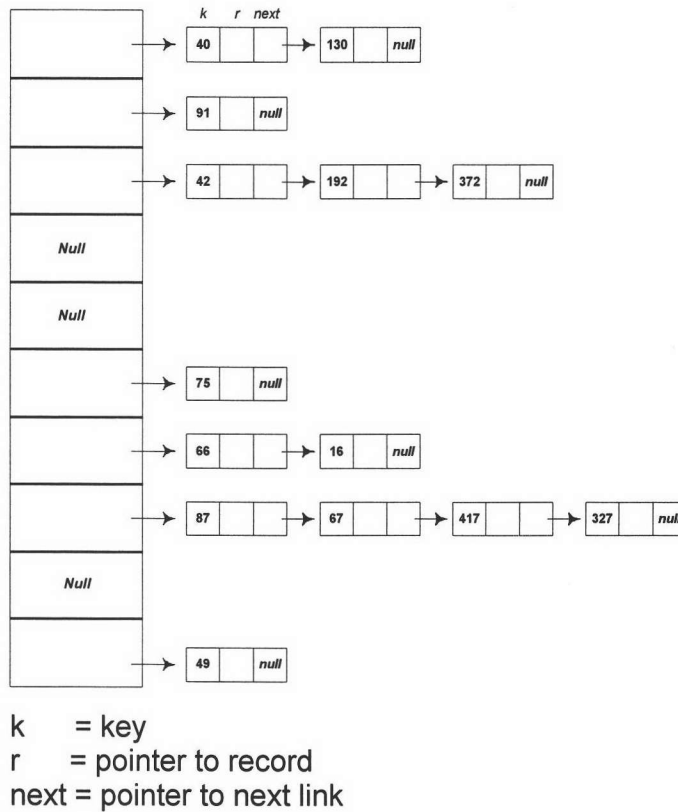 k r next
40 130 null
91 null
42 192 372 null
Null
Null
75 null
66 16 null
87 67 417 327 null
Null
49 null
k = key
r = pointer to record
next = pointer to next link